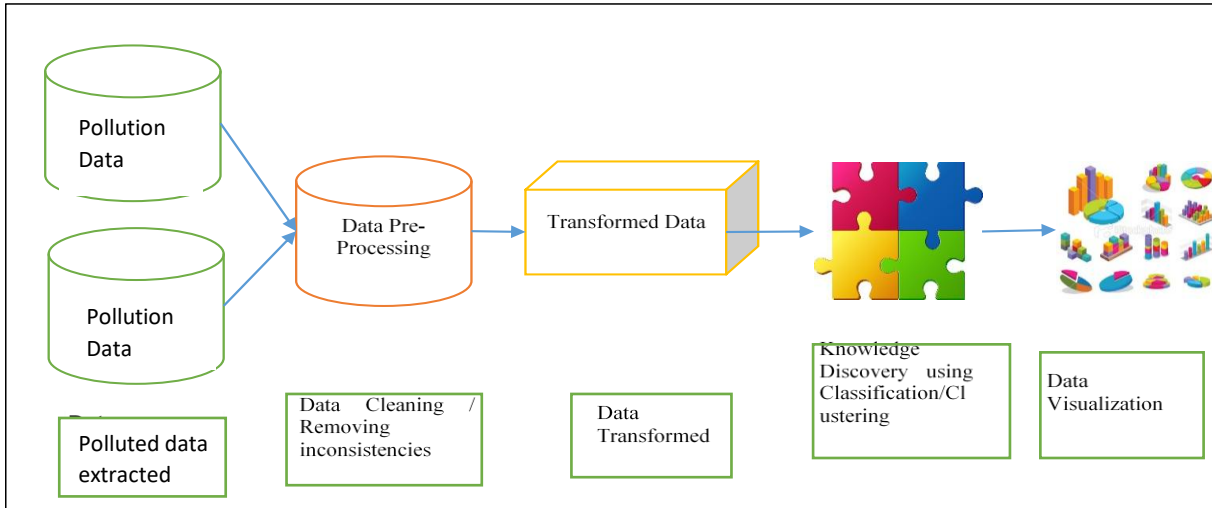 Pollution
Data
Pollution
Data
Data Pre-
Processing
Transformed Data
Polluted data
extracted
Data Cleaning /
Removing
inconsistencies
Data
Transformed
Knowledge
Discovery using
Classification/Cl
ustering
Data
Visualization